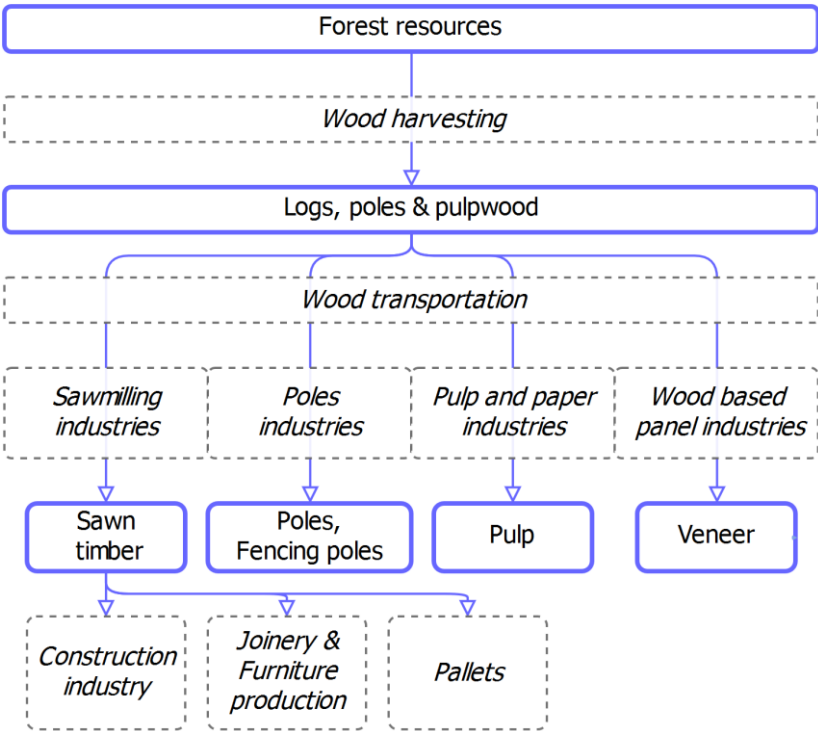 Forest resources
Wood harvesting
Logs, poles & pulpwood
Wood transportation
Sawmilling
industries
Poles
industries
Pulp and paper
industries
Wood based
panel industries
Sawn
timber
Poles,
Fencing poles
Pulp
Veneer
Construction
industry
Joinery &
Furniture
production
Pallets